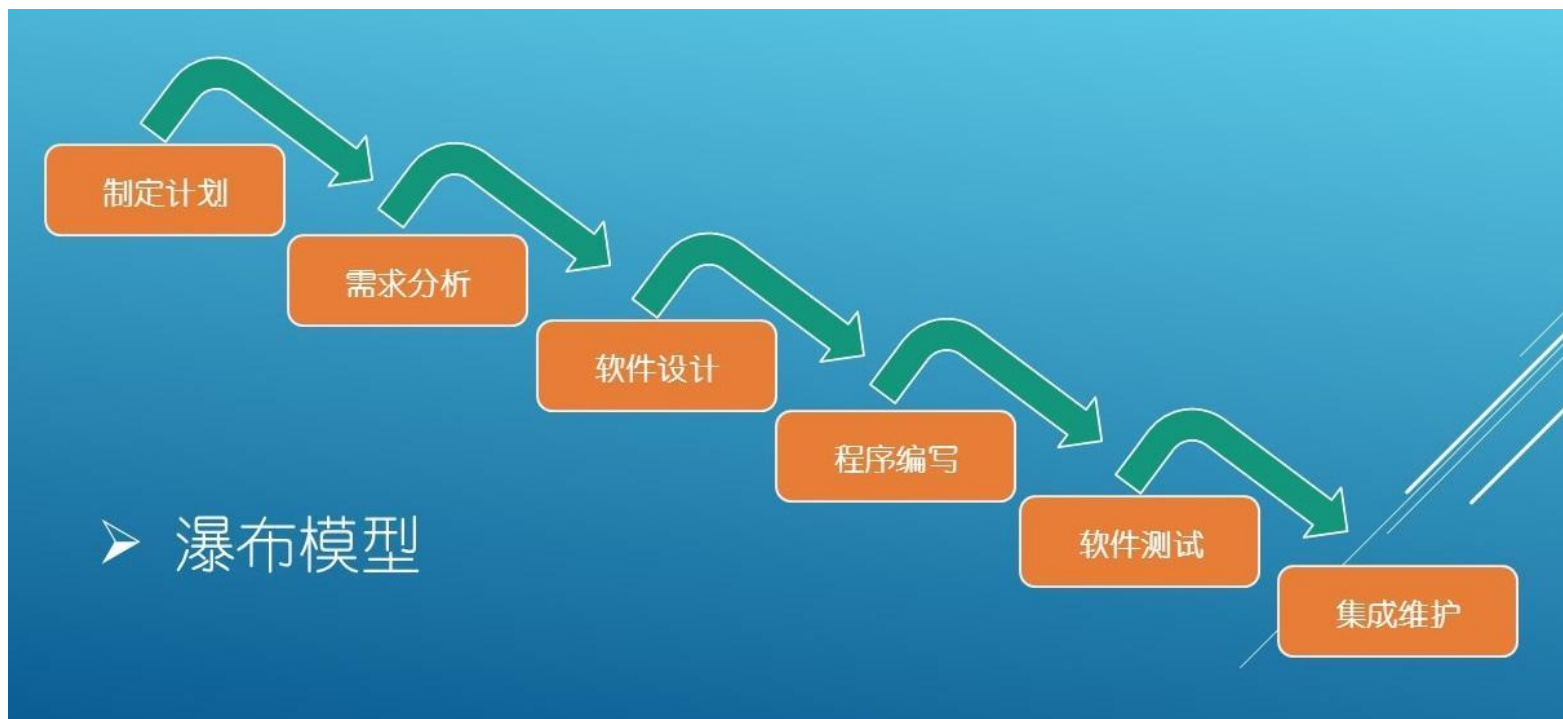 制定计划
需求分析
软件设计
程序编写
软件测试
集成维护
瀑布模型